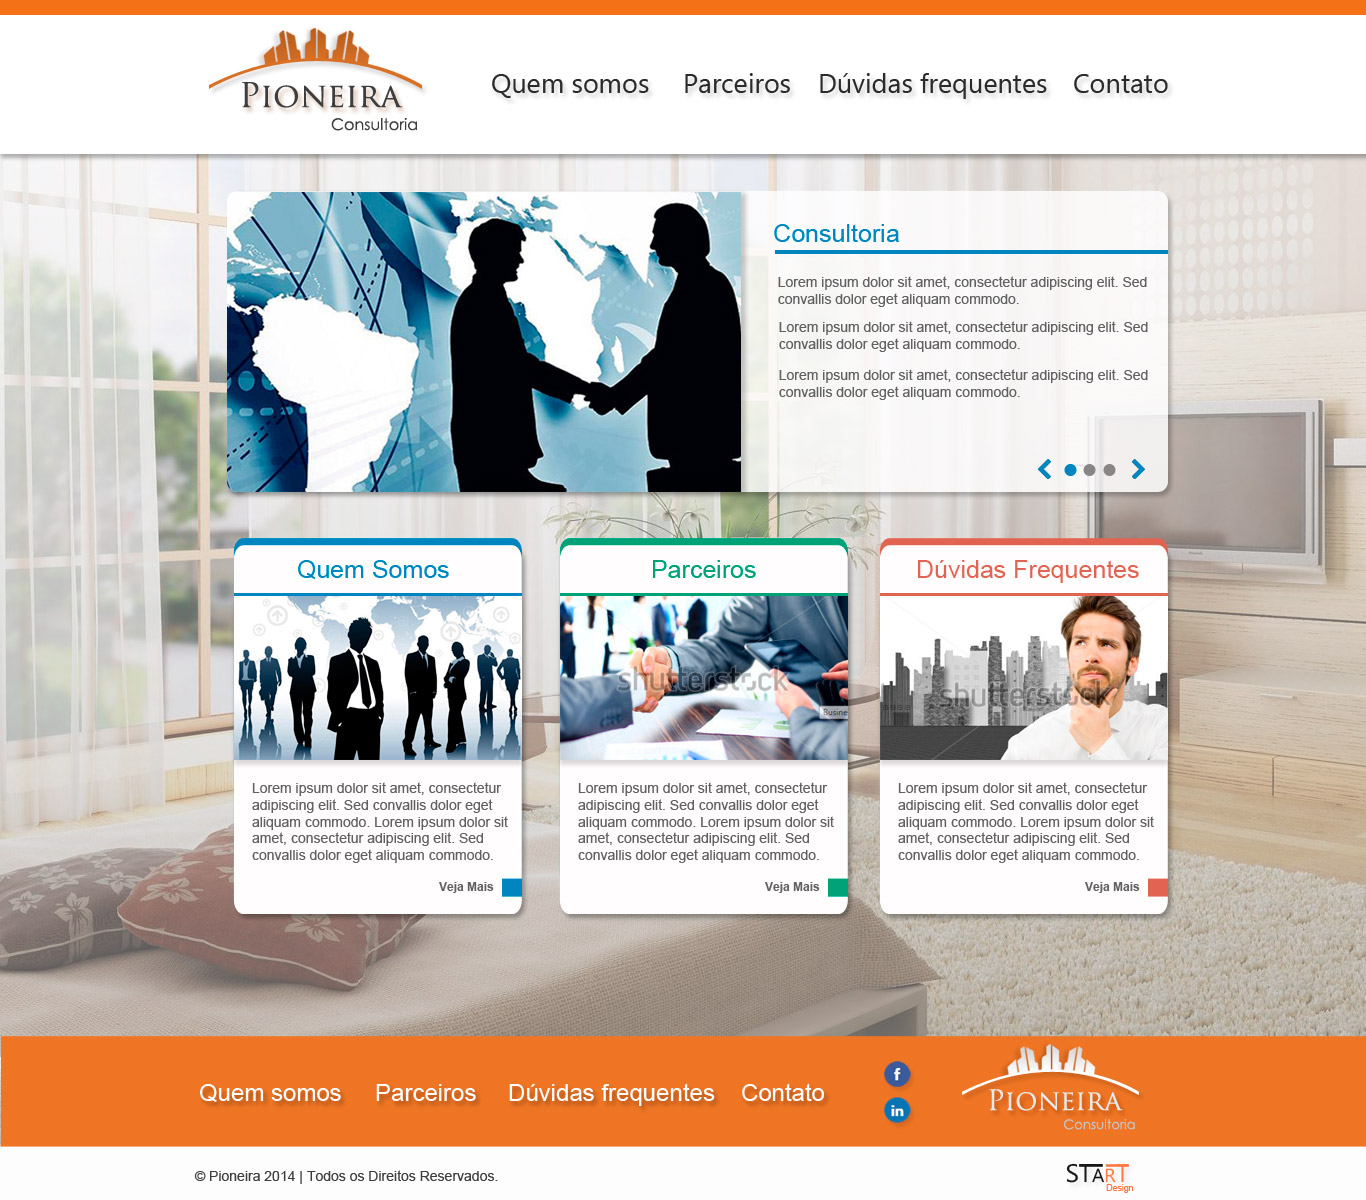 PIONEIRA
Consultoria
Quem somos Parceiros Dúvidas frequentes Contato
Consultoria
Lorem ipsum dolor sit amet, consectetur adipiscing elit. Sed
convallis dolor eget aliquam commodo.
Lorem ipsum dolor sit amet, consectetur adipiscing elit. Sed
convallis dolor eget aliquam commodo.
Lorem ipsum dolor sit amet, consectetur adipiscing elit. Sed
convallis dolor eget aliquam commodo.
Quem Somos
Lorem ipsum dolor sit amet, consectetur
adipiscing elit. Sed convallis dolor eget
aliquam commodo. Lorem ipsum dolor sit
amet, consectetur adipiscing elit. Sed
convallis dolor eget aliquam commodo.
Veja Mais
Parceiros
shutterstock
Busine
Lorem ipsum dolor sit amet, consectetur
adipiscing elit. Sed convallis dolor eget
aliquam commodo. Lorem ipsum dolor sit
amet, consectetur adipiscing elit. Sed
convallis dolor eget aliquam commodo.
Veja Mais
Dúvidas Frequentes
shutterstock
Lorem ipsum dolor sit amet, consectetur
adipiscing elit. Sed convallis dolor eget
aliquam commodo. Lorem ipsum dolor sit
amet, consectetur adipiscing elit. Sed
convallis dolor eget aliquam commodo.
Veja Mais
Quem somos Parceiros Dúvidas frequentes Contato
f
in
PIONEIRA
Consultoria
© Pioneira 2014 | Todos os Direitos Reservados.
START
Design